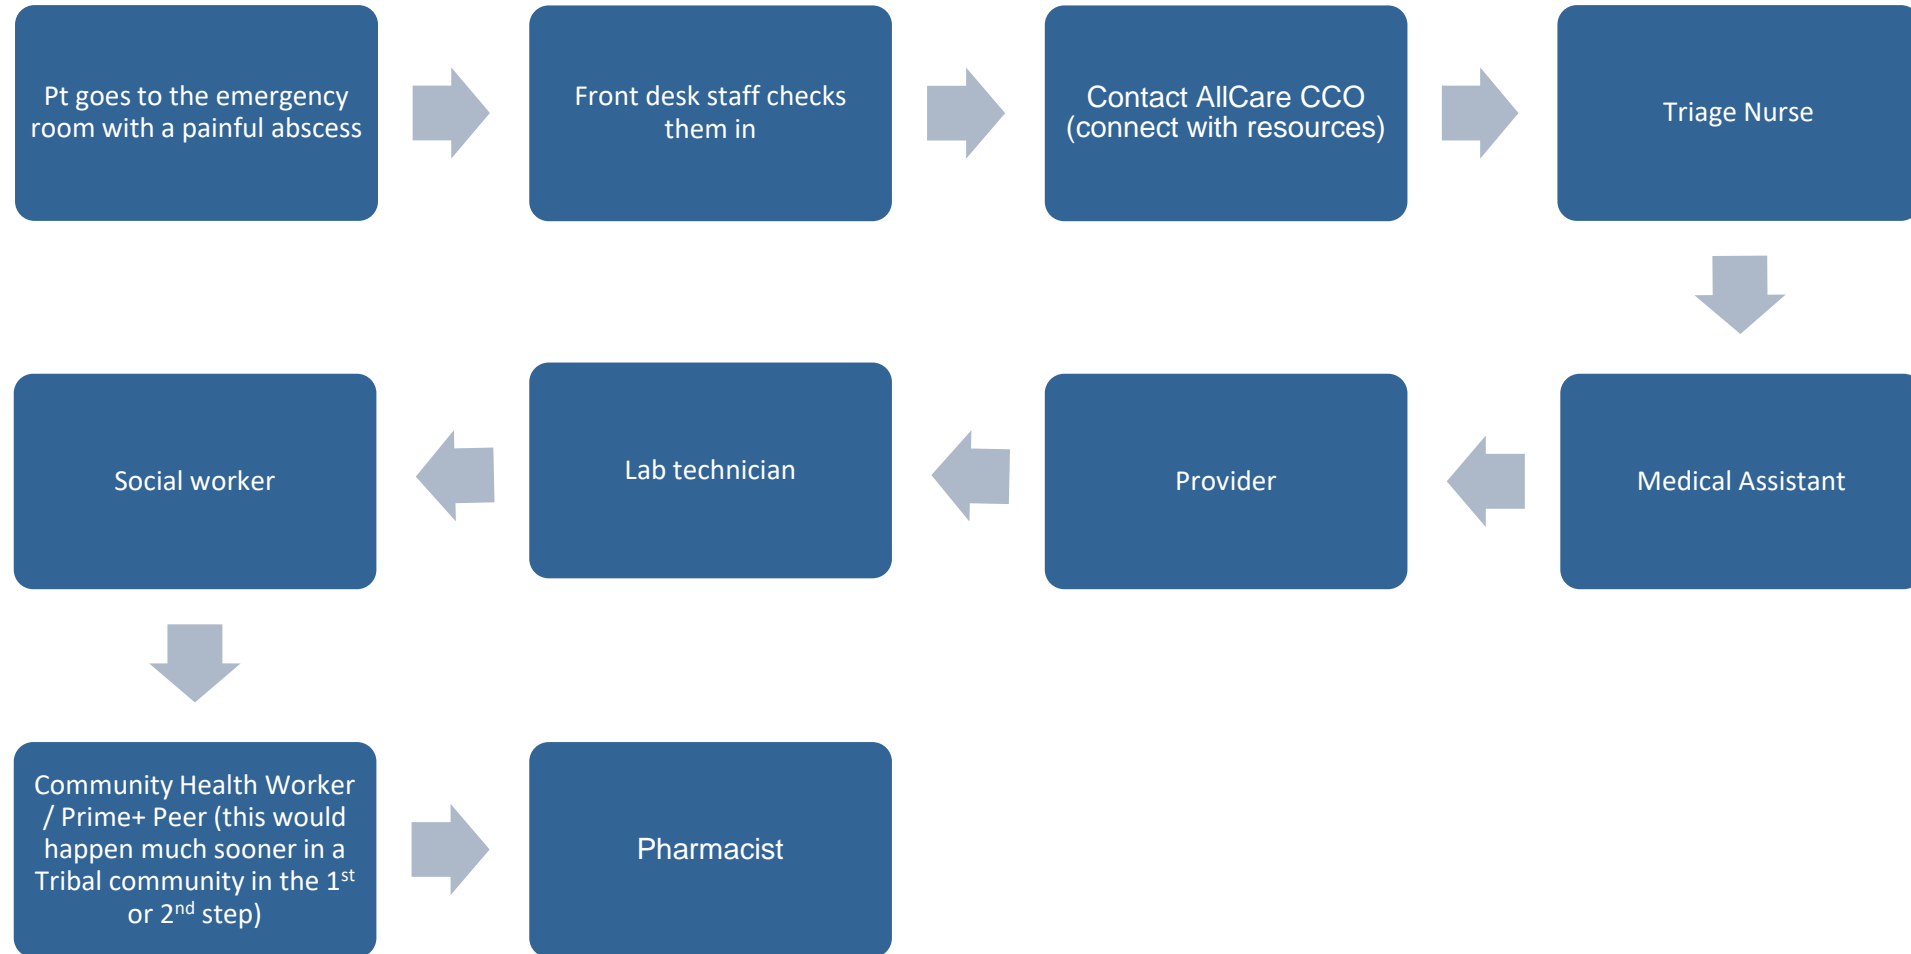 Pt goes to the emergency
room with a painful abscess
Front desk staff checks
them in
Contact AllCare CCO
(connect with resources)
Triage Nurse
Medical Assistant
Provider
Lab technician
Social worker
Community Health Worker
/ Prime+ Peer (this would
happen much sooner in a
Tribal community in the 1st
or 2nd step)
Pharmacist